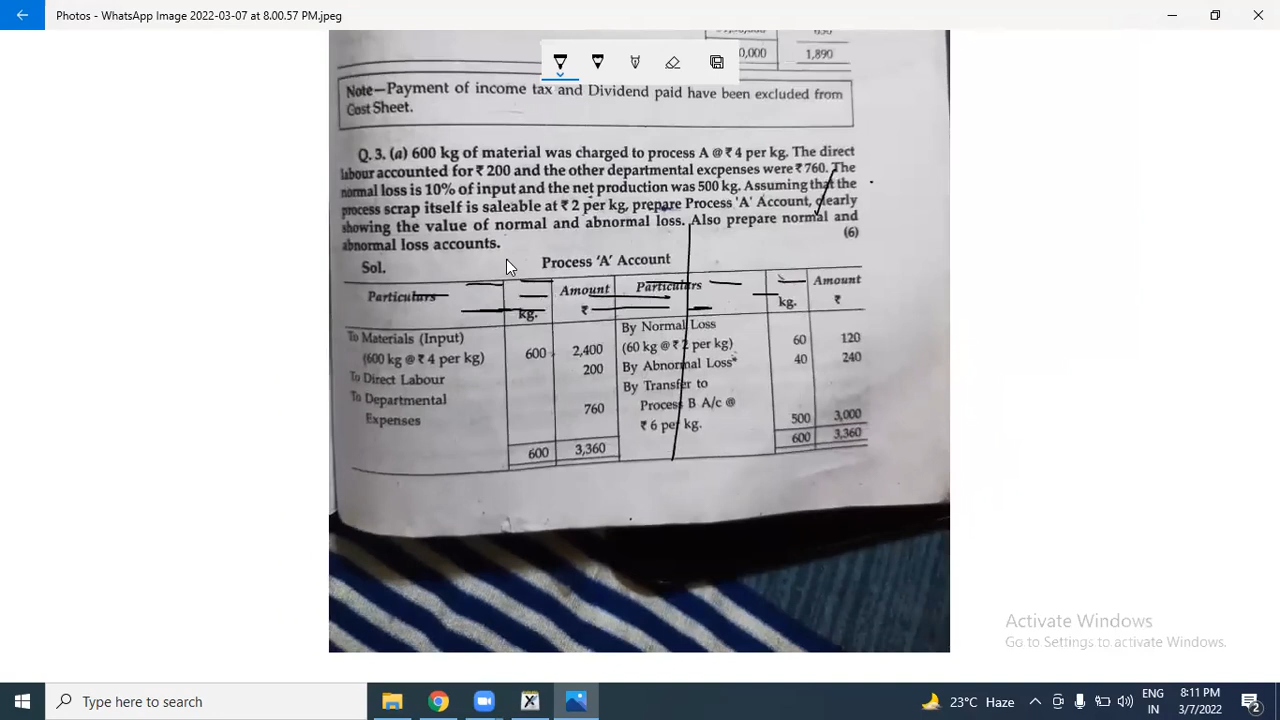 Photos - WhatsApp Image 2022-03-07 at 8.00.57 PM.jpeg
0,000 1,890
Note—Payment of income tax and Dividend paid have been excluded from
Cost Sheet.
Q. 3. (a) 600 kg of material was charged to process A @ ₹ 4 per kg. The direct
labour accounted for ₹ 200 and the other departmental excpenses were ₹ 760. The
normal loss is 10% of input and the net production was 500 kg. Assuming that the
process scrap itself is saleable at ₹ 2 per kg, prepare Process 'A' Account, clearly
showing the value of normal and abnormal loss. Also prepare normal and
abnormal loss accounts. (6)
Sol. Process 'A' Account
Particulars kg. Amount ₹ Particulars kg. Amount ₹
To Materials (Input) By Normal Loss
(600 kg @ ₹ 4 per kg) 600 2,400 (60 kg @ ₹ 2 per kg) 60 120
To Direct Labour 200 By Abnormal Loss* 40 240
To Departmental By Transfer to
Expenses 760 Process B A/c @
₹ 6 per kg. 500 3,000
600 3,360 600 3,360
Activate Windows
Go to Settings to activate Windows.
Type here to search
23°C Haze
ENG
IN
8:11 PM
3/7/2022
2